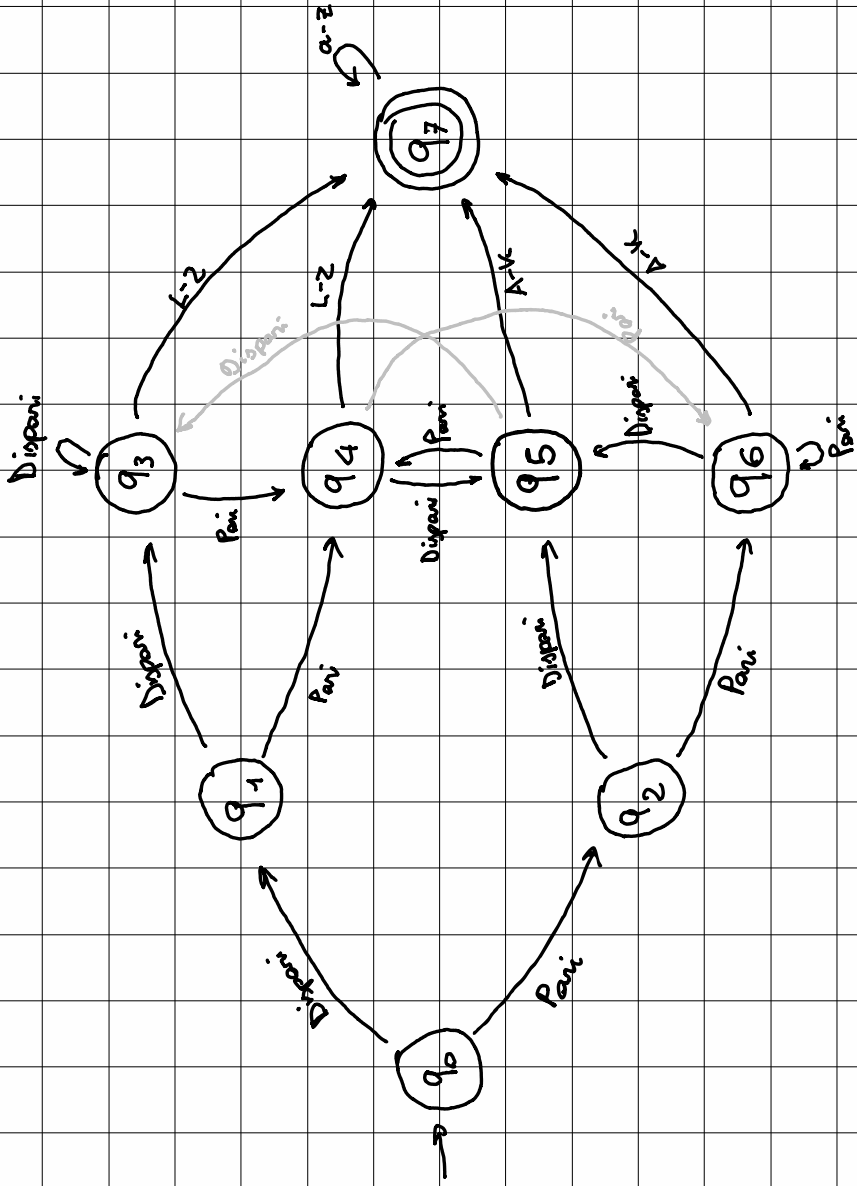 a-z
q7
L-Z
L-Z
A-K
A-K
Dispari
Pari
Dispari
q3
Pari
q4
Pari
Dispari
q5
Dispari
q6
Pari
Dispari
Pari
Dispari
Pari
q1
q2
Dispari
Pari
q0